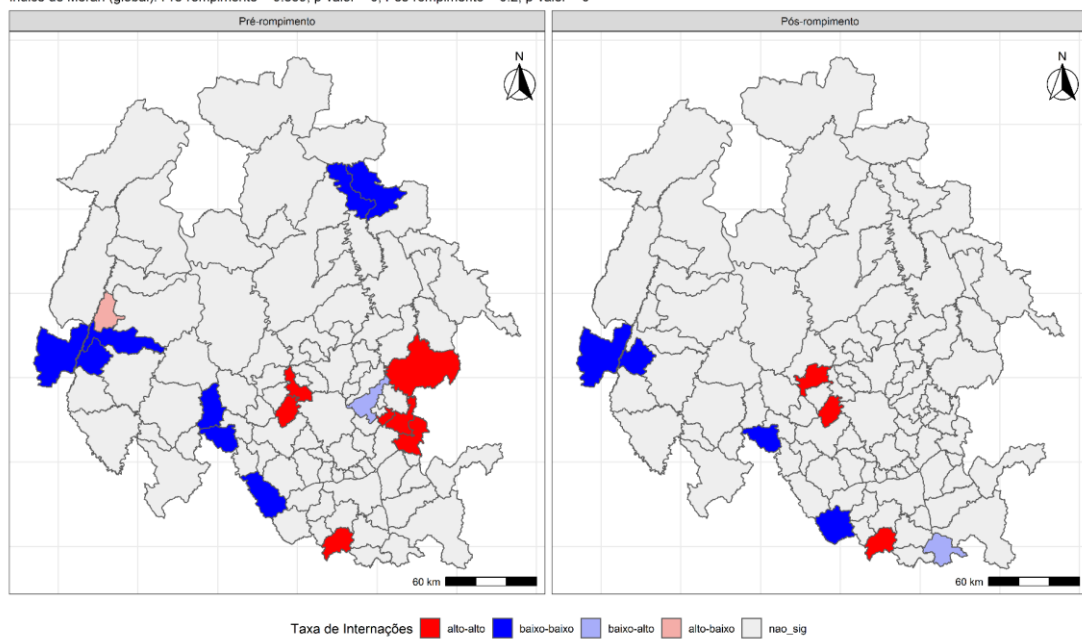 Pré-rompimento
Pós-rompimento
N
N
60 km
60 km
Taxa de Internações alto-alto baixo-baixo baixo-alto alto-baixo nao_sig